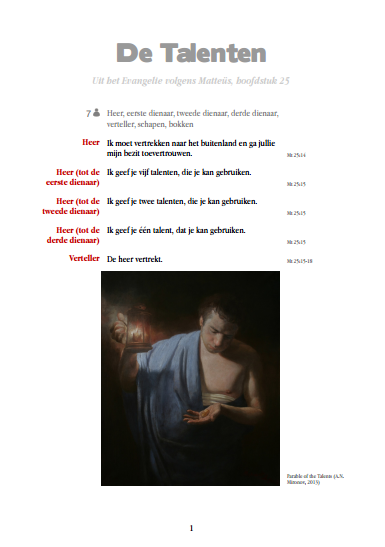 De Talenten
Uit het Evangelie volgens Matteüs, hoofdstuk 25
7 Heer, eerste dienaar, tweede dienaar, derde dienaar,
verteller, schapen, bokken
Heer Ik moet vertrekken naar het buitenland en ga jullie
mijn bezit toevertrouwen. Mt 25:14
Heer (tot de Ik geef je vijf talenten, die je kan gebruiken.
eerste dienaar) Mt 25:15
Heer (tot de Ik geef je twee talenten, die je kan gebruiken.
tweede dienaar) Mt 25:15
Heer (tot de Ik geef je één talent, dat je kan gebruiken.
derde dienaar) Mt 25:15
Verteller De heer vertrekt. Mt 25:15-18
Parable of the Talents (A.N.
2013)
1